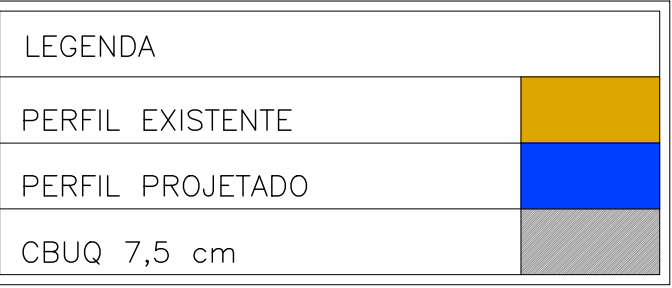 LEGENDA
PERFIL EXISTENTE
PERFIL PROJETADO
CBUQ 7,5 cm